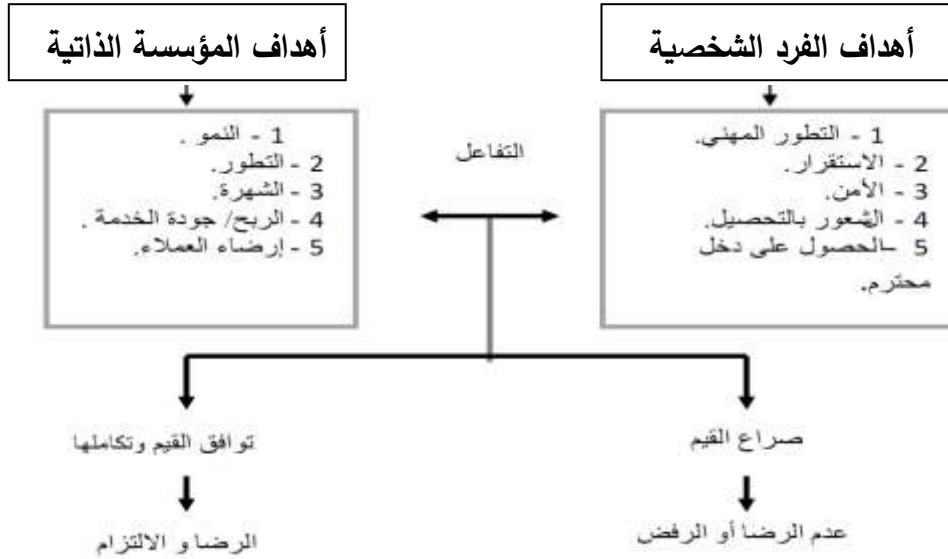 أهداف الفرد الشخصية
1 - التطور المهني.
2 - الاستقرار.
3 - الأمن.
4 - الشعور بالتحصيل.
5 –الحصول على دخل
محترم.
التفاعل
أهداف المؤسسة الذاتية
1 - النمو .
2 - التطور.
3 - الشهرة.
4 - الربح/ جودة الخدمة .
5 - إرضاء العملاء.
صراع القيم
عدم الرضا أو الرفض
توافق القيم وتكاملها
الرضا و الالتزام